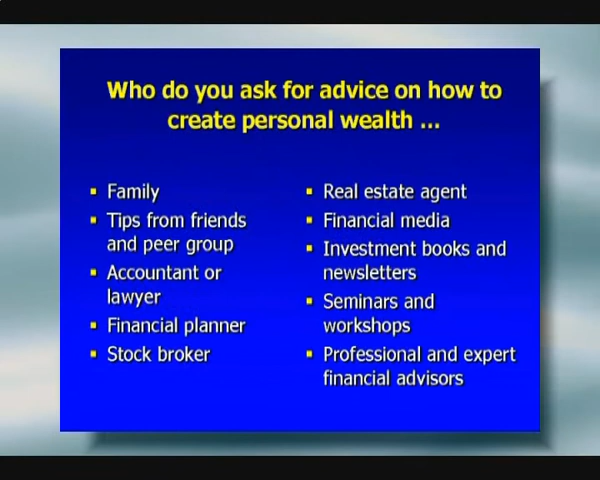 Who do you ask for advice on how to
create personal wealth ...
▪ Family
▪ Tips from friends
and peer group
▪ Accountant or
lawyer
▪ Financial planner
▪ Stock broker
▪ Real estate agent
▪ Financial media
▪ Investment books and
newsletters
▪ Seminars and
workshops
▪ Professional and expert
financial advisors